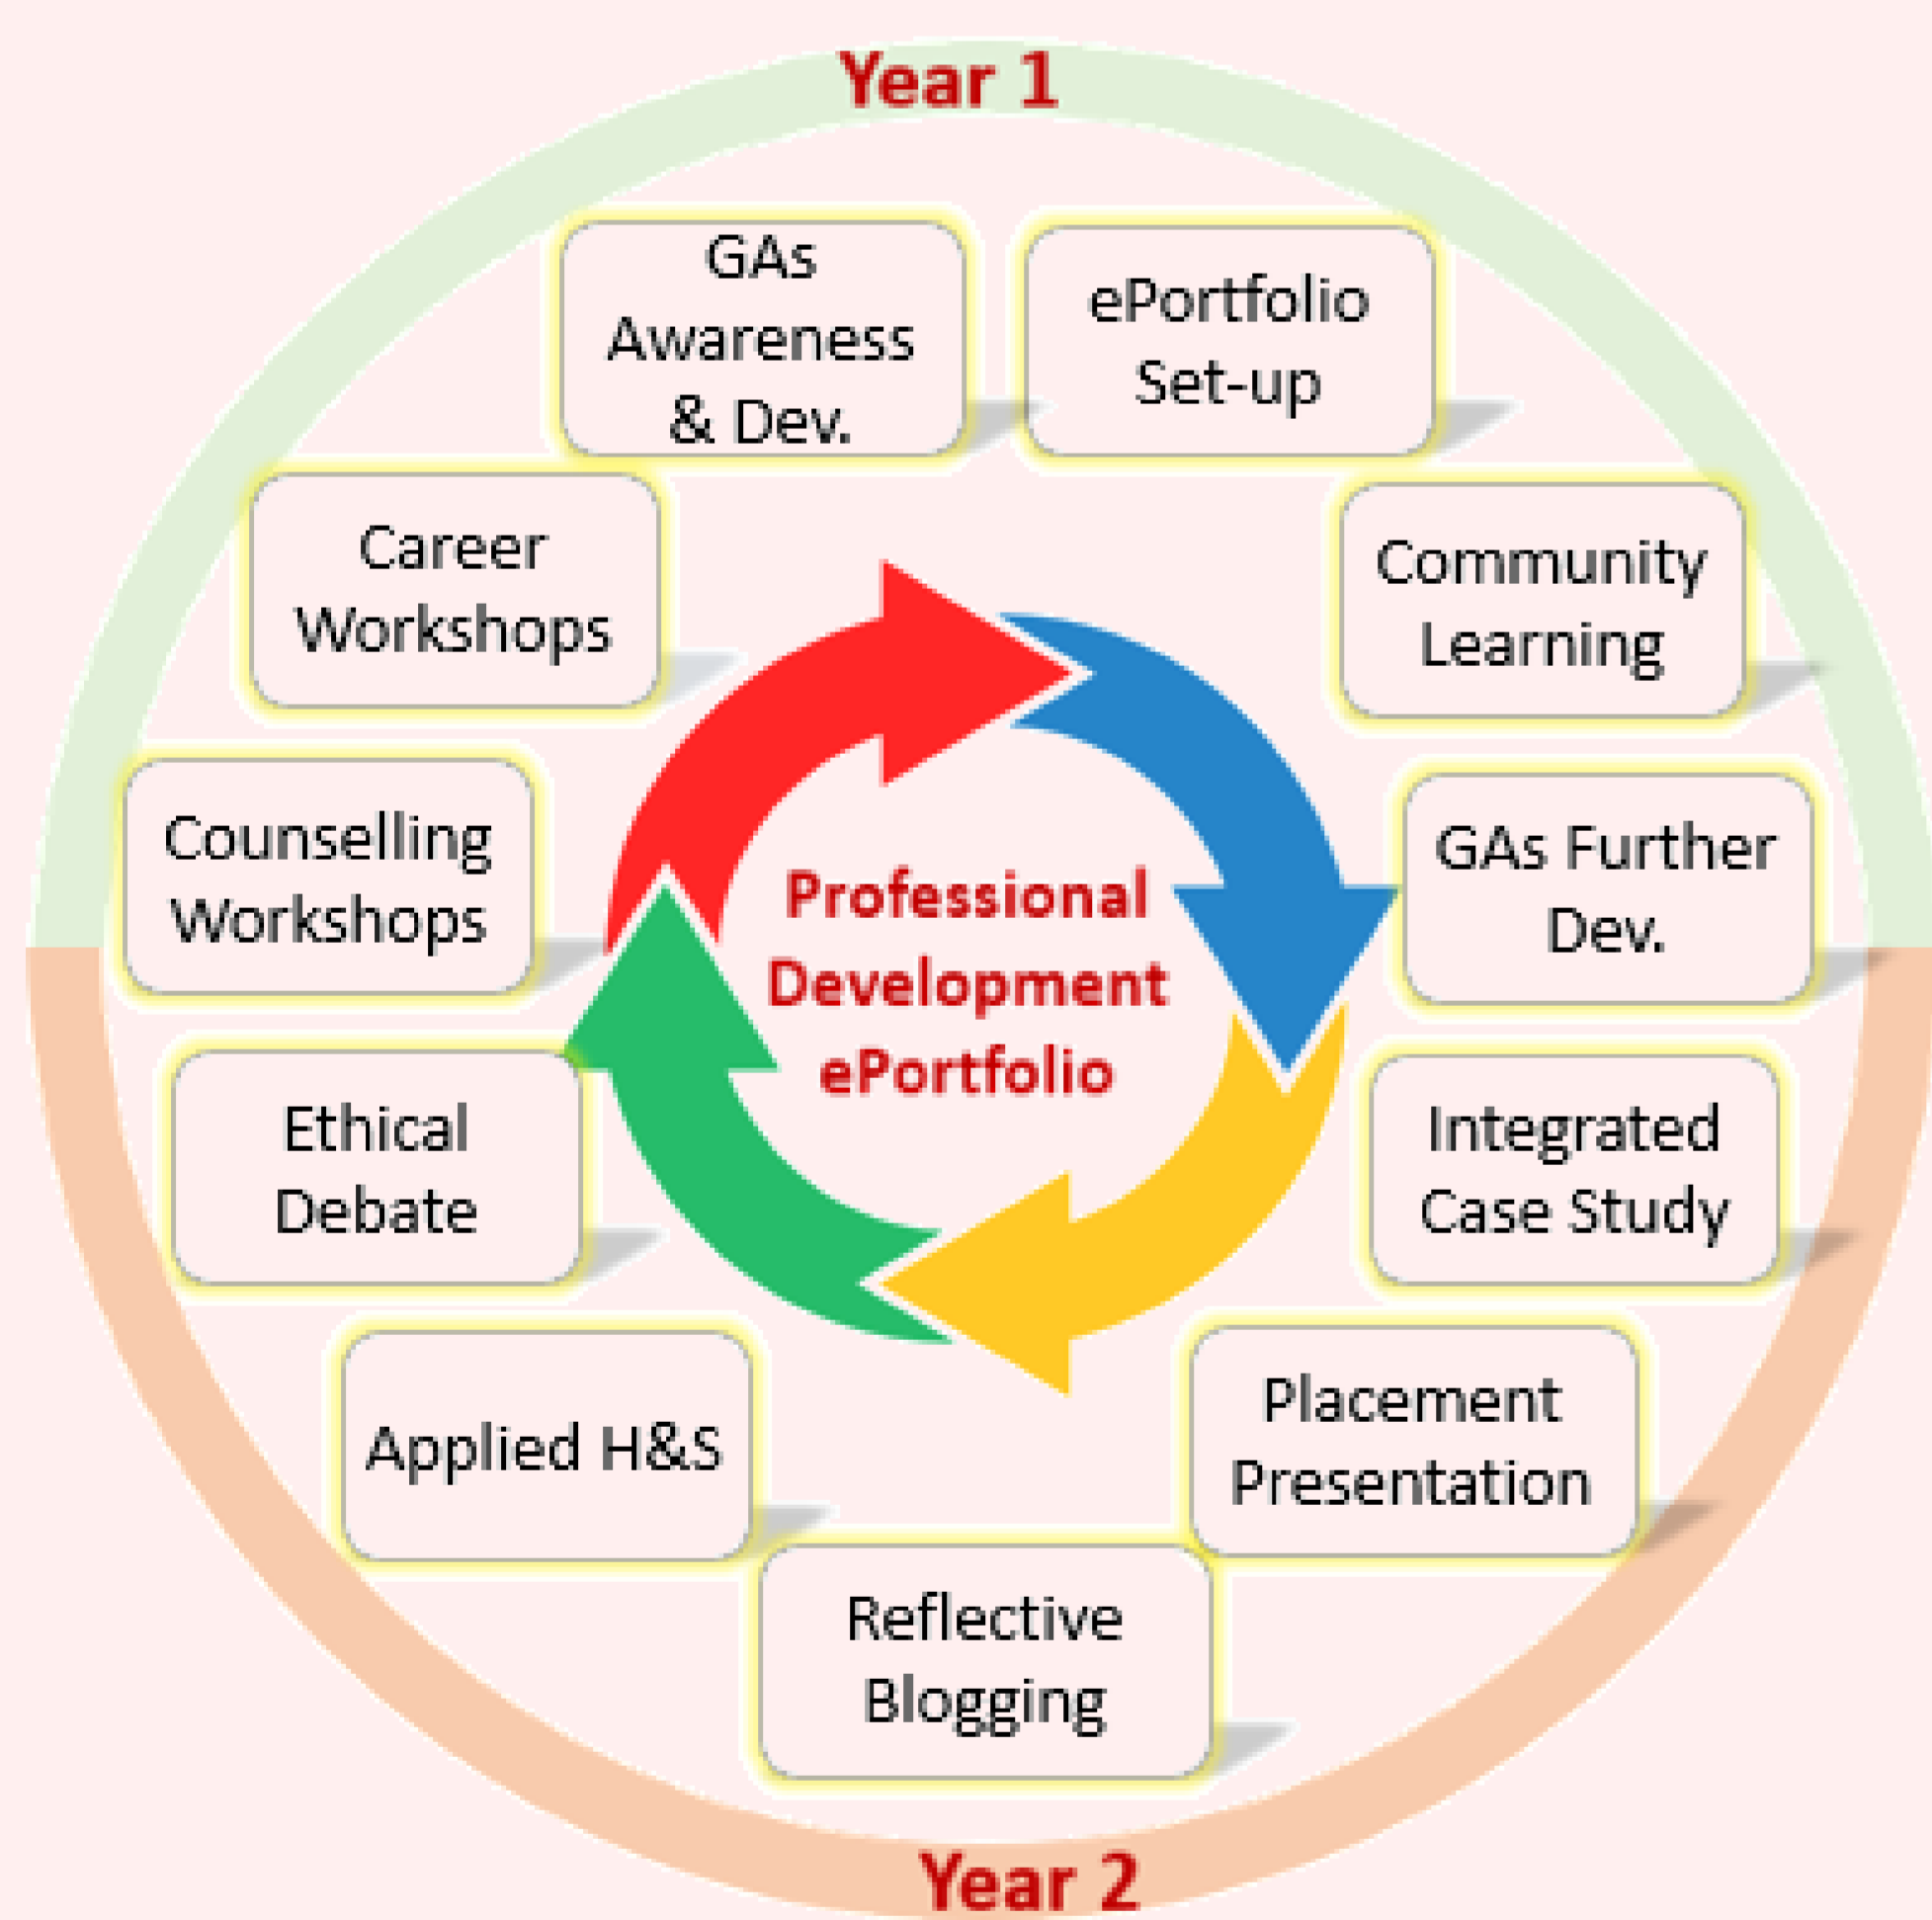 Year 1
GAs
Awareness
& Dev.
ePortfolio
Set-up
Career
Workshops
Community
Learning
Counselling
Workshops
GAs Further
Dev.
Professional
Development
ePortfolio
Ethical
Debate
Integrated
Case Study
Applied H&S
Placement
Presentation
Reflective
Blogging
Year 2